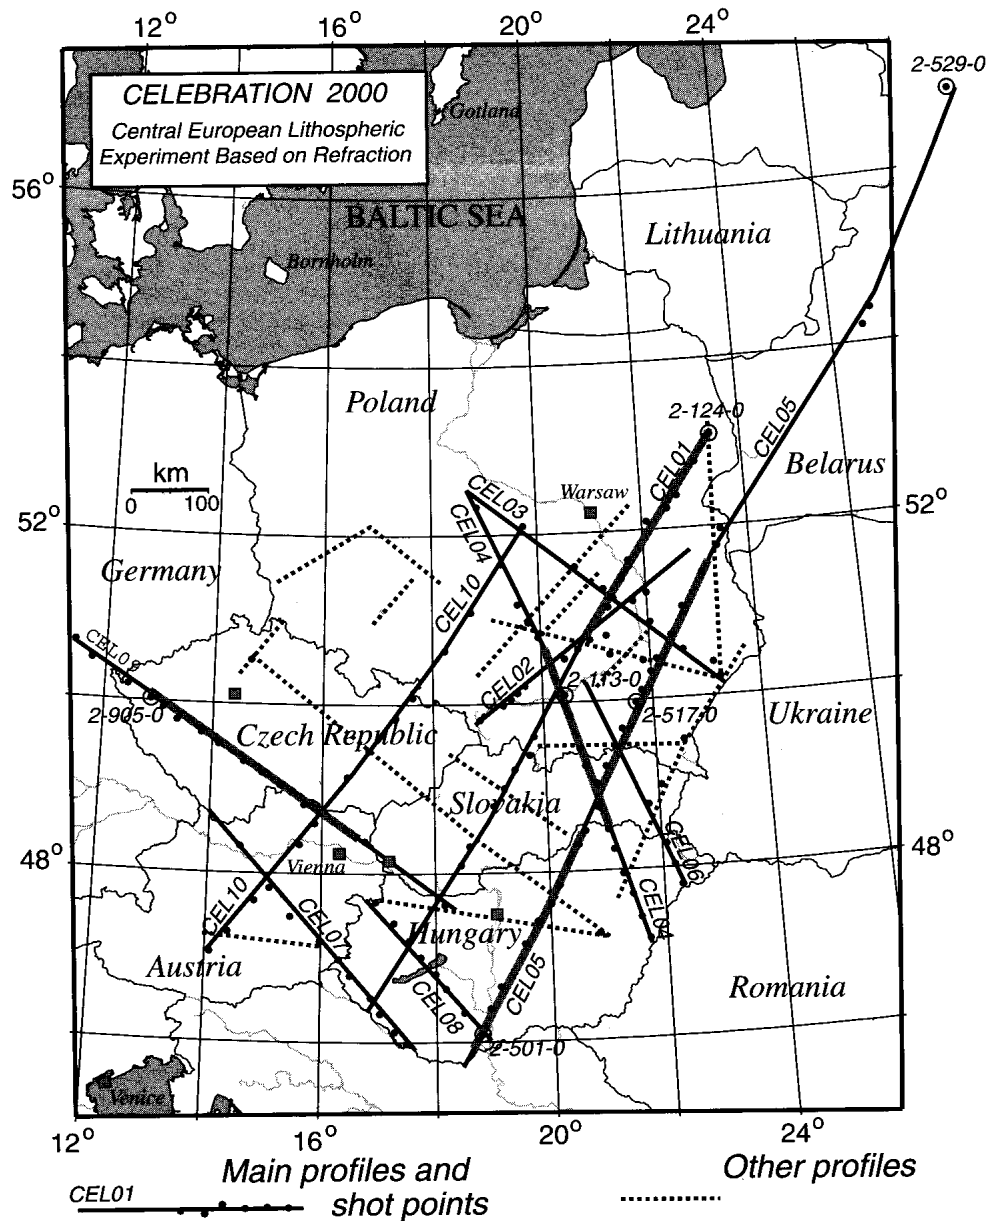 12° 16° 20° 24°
2-529-0
CELEBRATION 2000
Central European Lithospheric
Experiment Based on Refraction
Gotland
56°
BALTIC SEA
Lithuania
Bornholm
Poland
2-124-0
CEL05
CEL01
Belarus
km
0 100
CEL03
Warsaw
52° 52°
CEL04
Germany
CEL10
CEL09
CEL02
2-113-0
2-905-0
2-517-0
Ukraine
Czech Republic
Slovakia
48° 48°
Vienna
CEL06
CEL10
CEL01
CEL04
Hungary
Austria
CEL05
CEL08
Romania
2-501-0
Venice
12° 16° 20° 24°
Main profiles and
shot points
Other profiles
CEL01